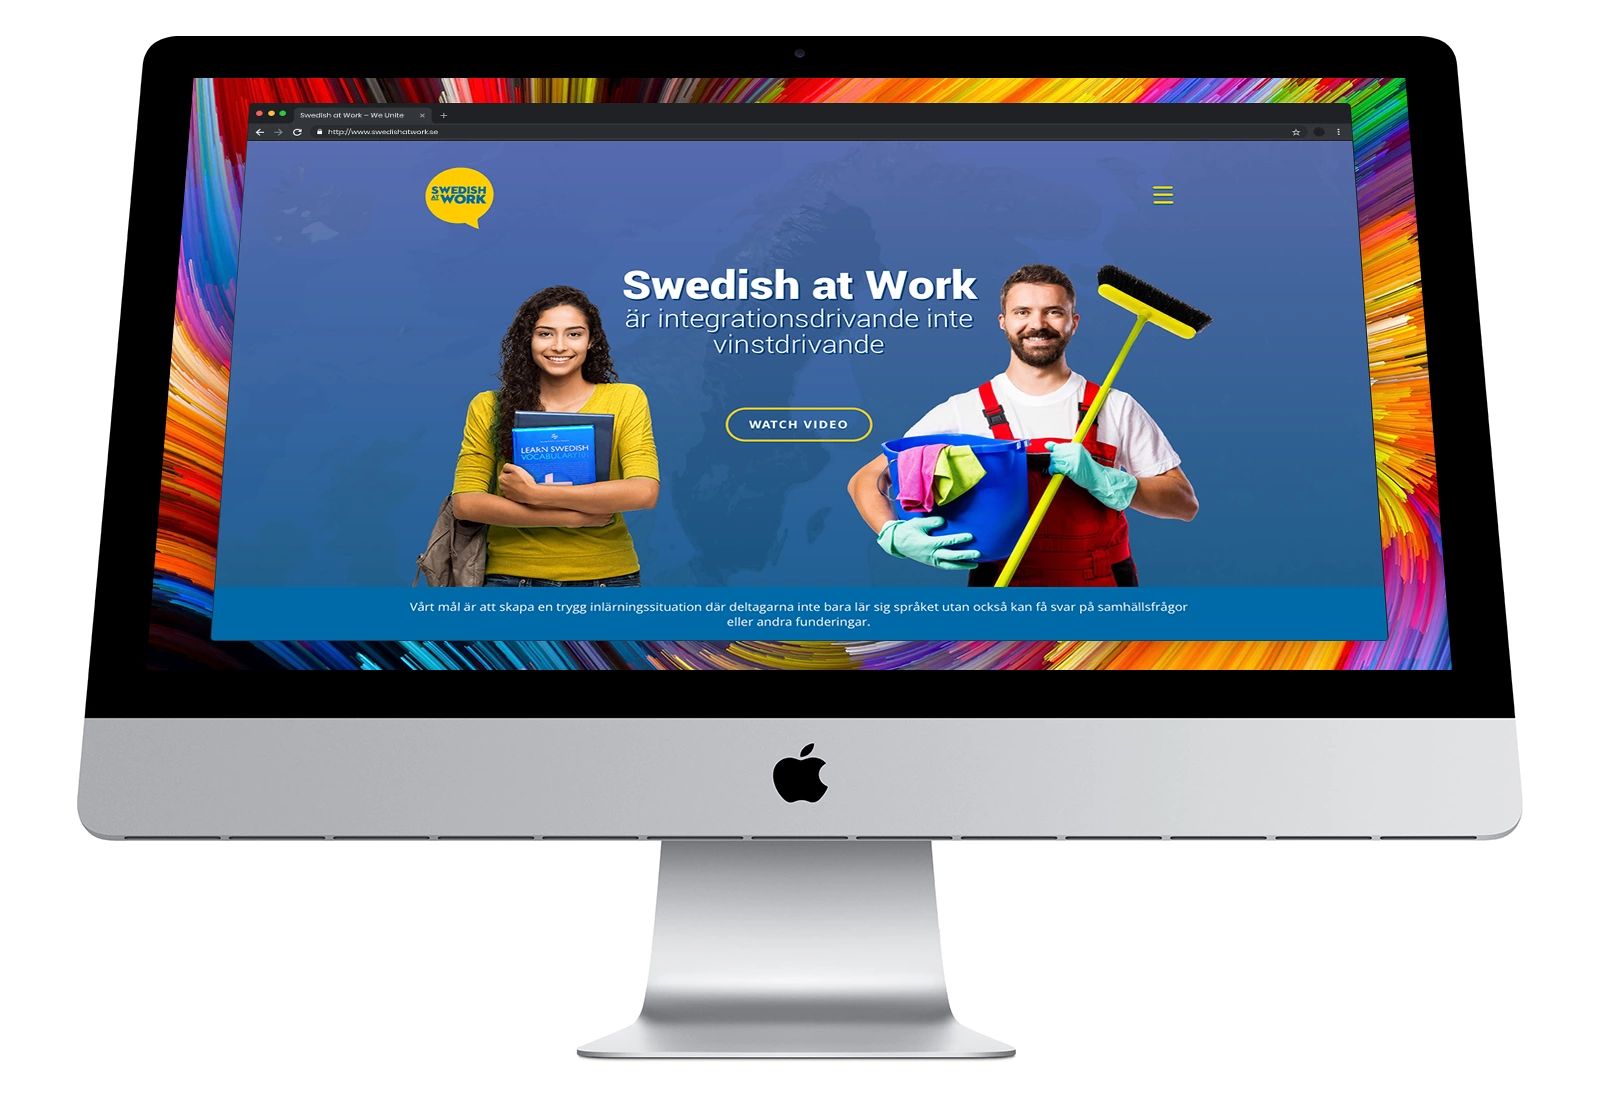 Swedish at Work – We Unite
http://www.swedishatwork.se
SWEDISH
AT WORK
Swedish at Work
är integrationsdrivande inte
vinstdrivande
WATCH VIDEO
LEARN SWEDISH
VOCABULARY
Vårt mål är att skapa en trygg inlärningssituation där deltagarna inte bara lär sig språket utan också kan få svar på samhällsfrågor
eller andra funderingar.